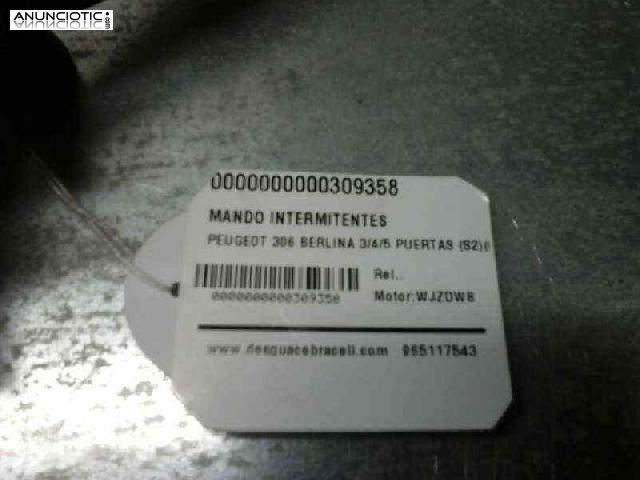 ANUNCIOTIC.es
0000000000309358
MANDO INTERMITENTES
PEUGEOT 306 BERLINA 3/4/5 PUERTAS (S2)(
Ref.:
0000000000309358
Motor:WJZDW8
www.desguacebraceli.com 965117543